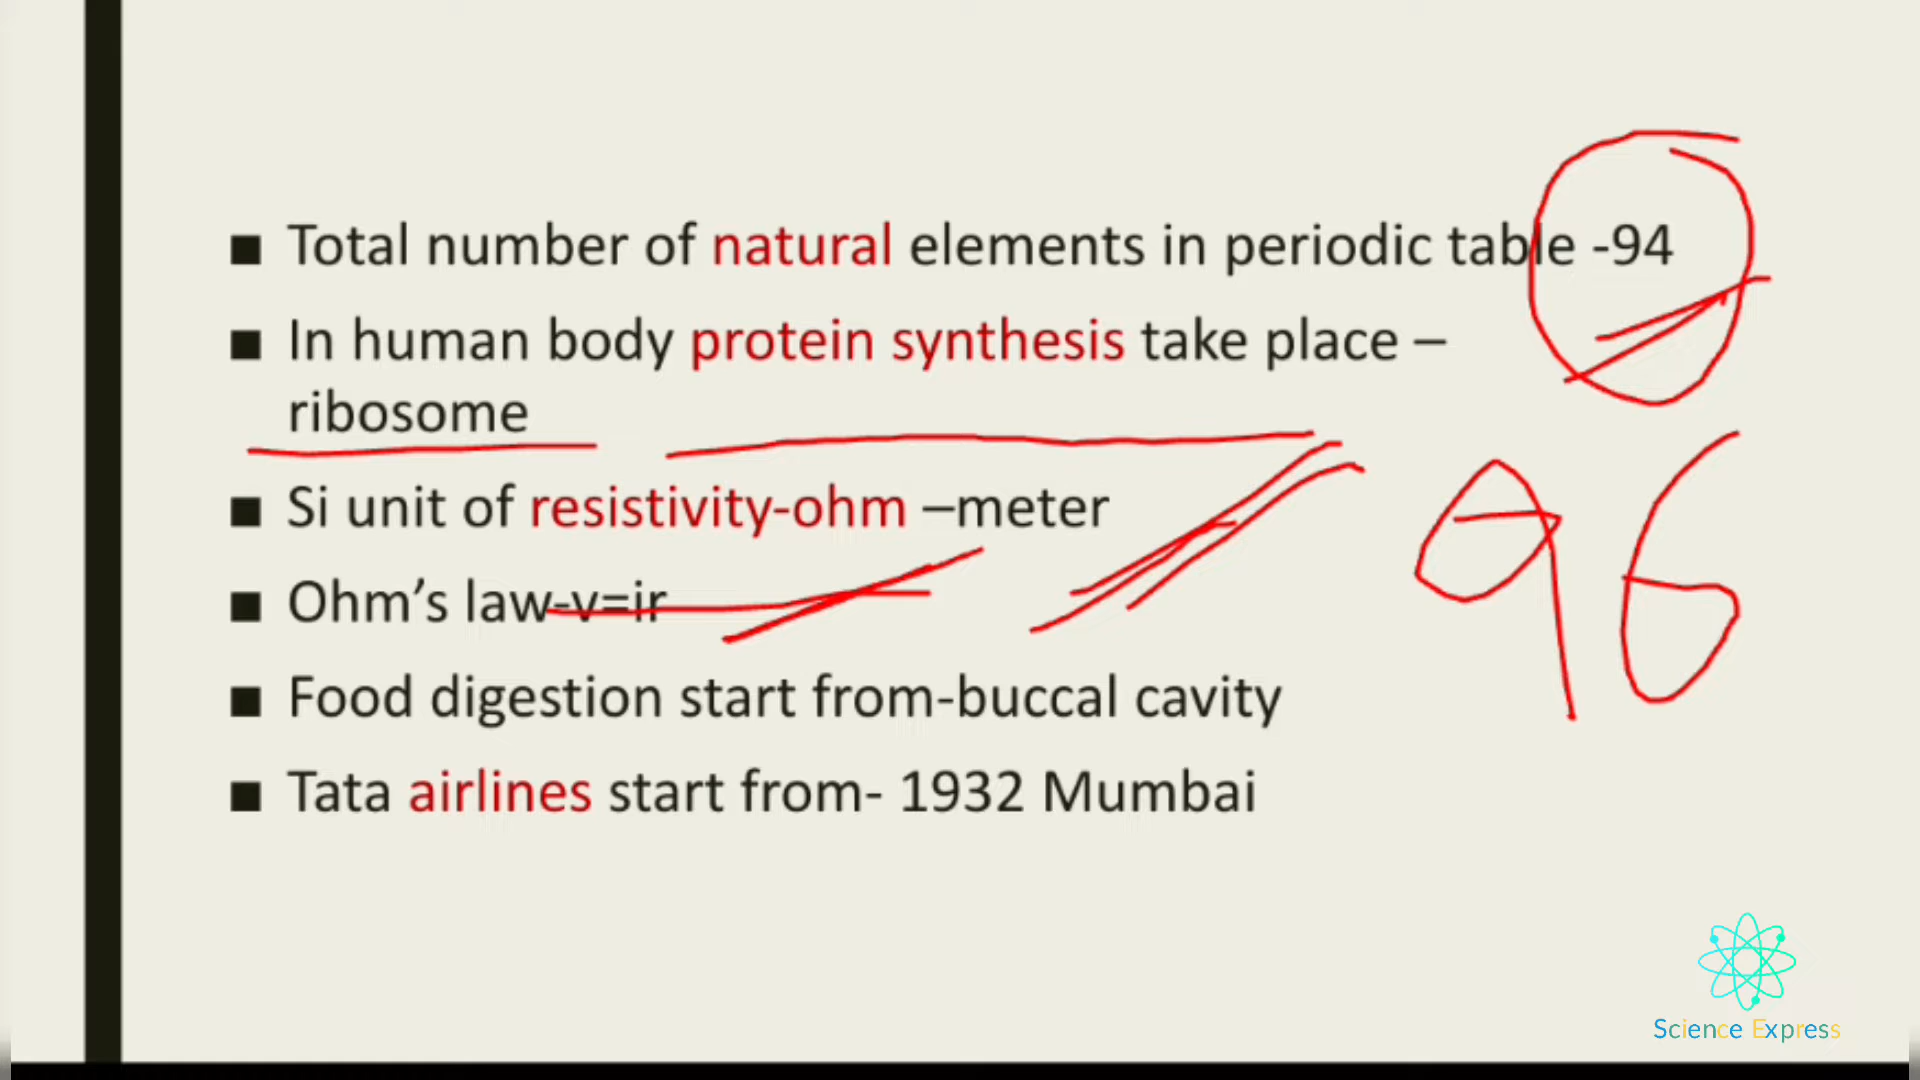 Total number of natural elements in periodic table -94
In human body protein synthesis take place –
ribosome
Si unit of resistivity-ohm –meter
Ohm’s law-v=ir
Food digestion start from-buccal cavity
Tata airlines start from- 1932 Mumbai
96
Science Express